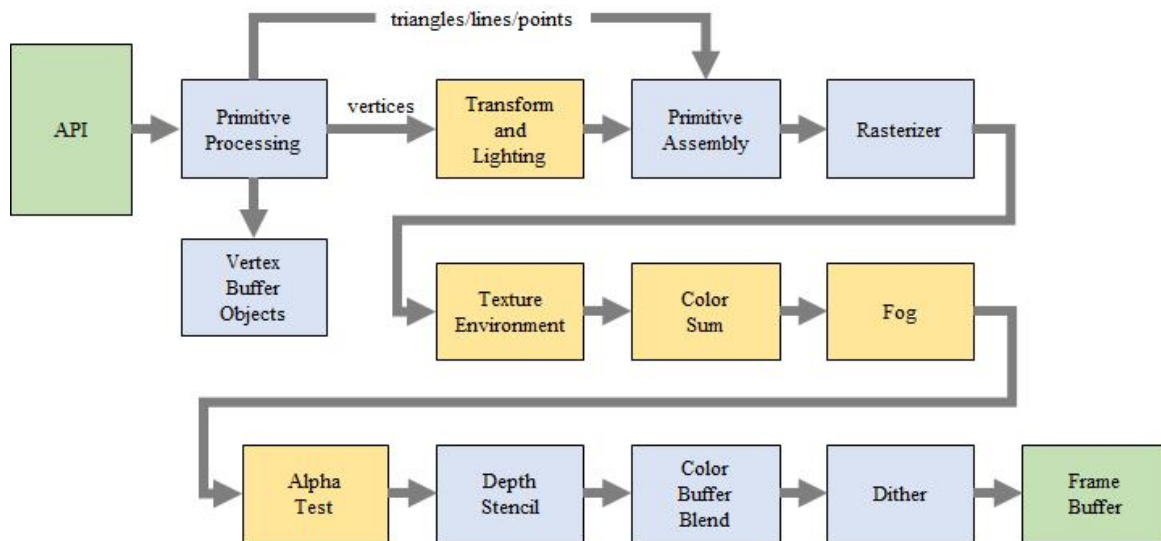 triangles/lines/points
API
Primitive
Processing
vertices
Transform
and
Lighting
Primitive
Assembly
Rasterizer
Vertex
Buffer
Objects
Texture
Environment
Color
Sum
Fog
Alpha
Test
Depth
Stencil
Color
Buffer
Blend
Dither
Frame
Buffer